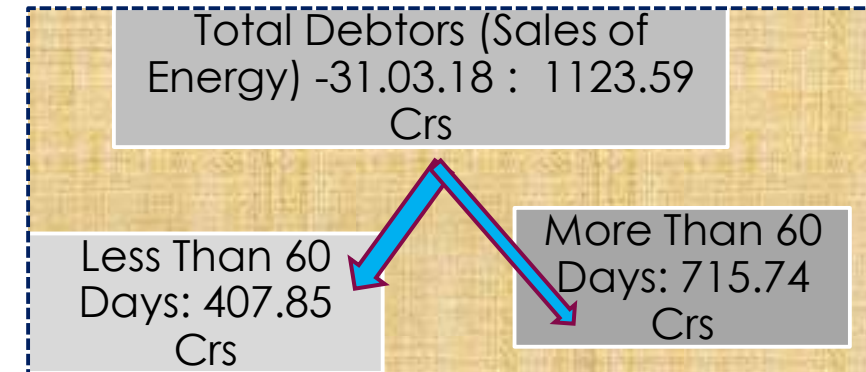 Total Debtors (Sales of
Energy) -31.03.18 : 1123.59
Crs
Less Than 60
Days: 407.85
Crs
More Than 60
Days: 715.74
Crs